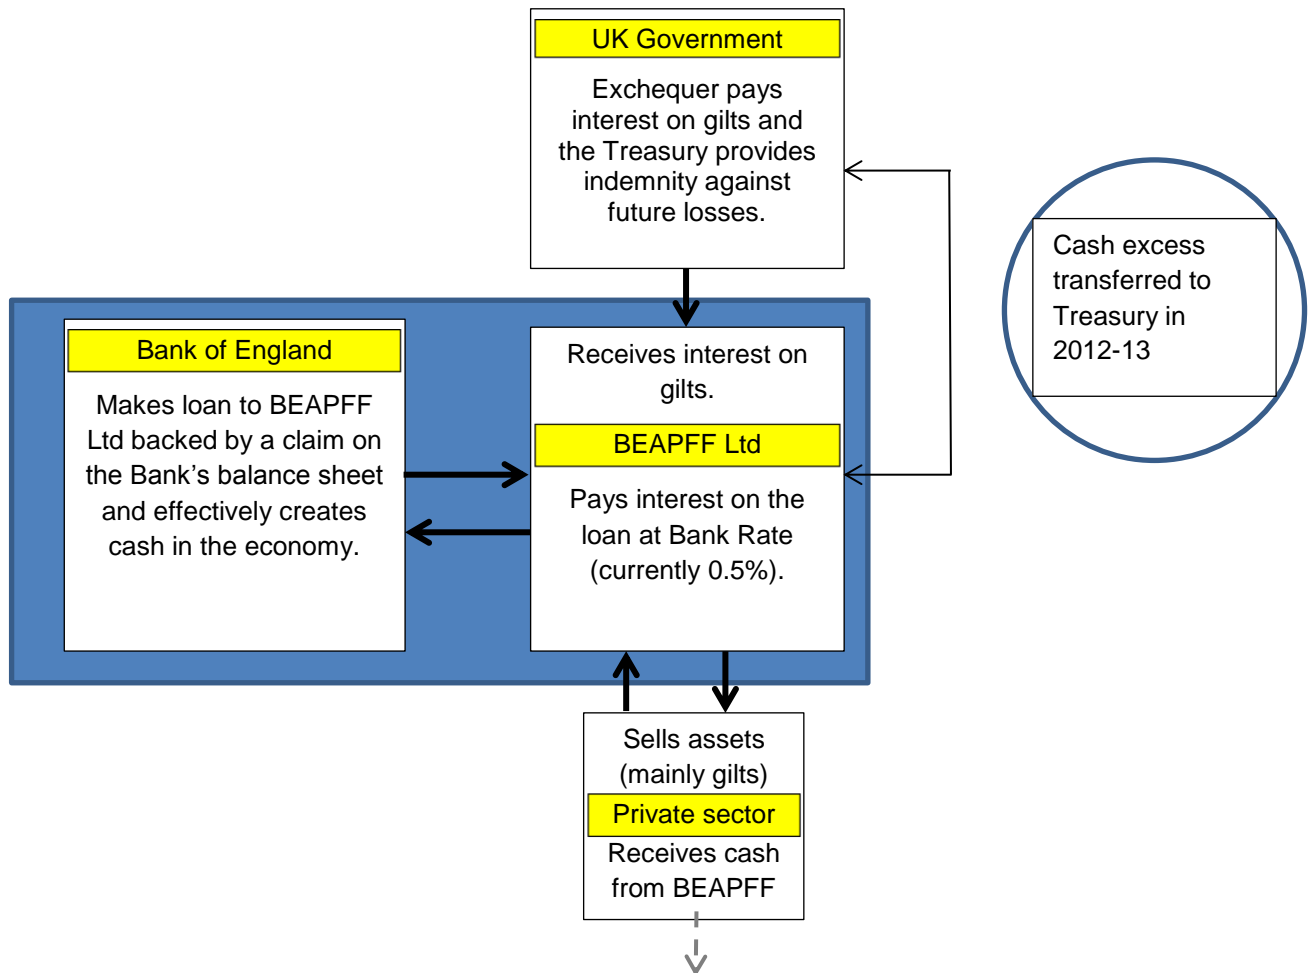 UK Government
Exchequer pays
interest on gilts and
the Treasury provides
indemnity against
future losses.
Cash excess
transferred to
Treasury in
2012-13
Bank of England
Makes loan to BEAPFF
Ltd backed by a claim on
the Bank's balance sheet
and effectively creates
cash in the economy.
Receives interest on
gilts.
BEAPFF Ltd
Pays interest on the
loan at Bank Rate
(currently 0.5%).
Sells assets
(mainly gilts)
Private sector
Receives cash
from BEAPFF